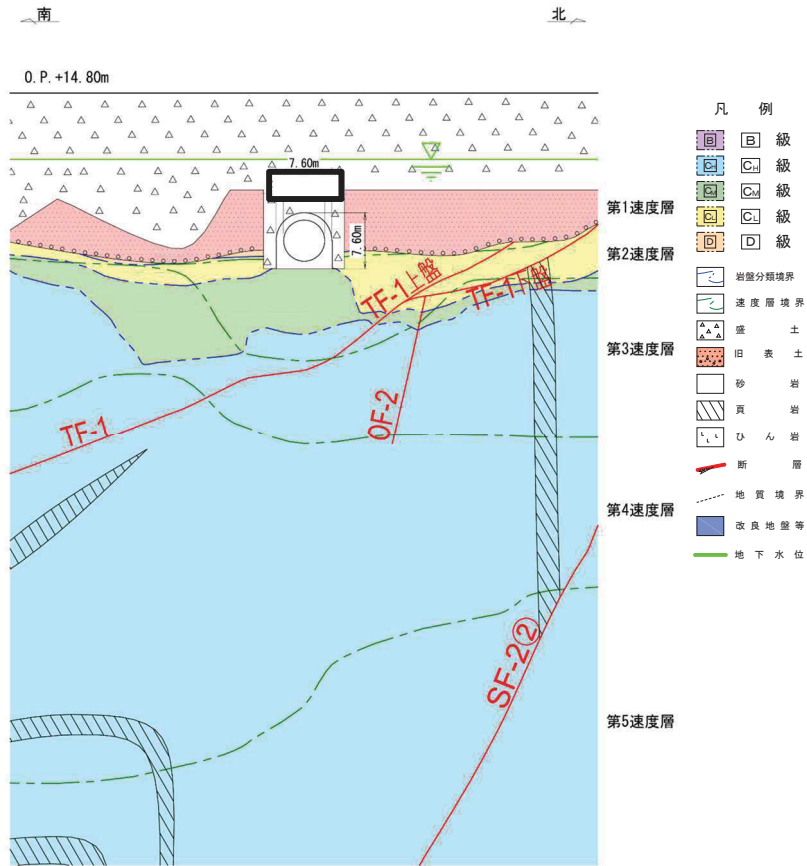 南
北
O.P.+14.80m
7.60m
7.60m
TF-1上盤
TF-1下盤
TF-1
OF-2
SF-2②
第1速度層
第2速度層
第3速度層
第4速度層
第5速度層
凡 例
B B 級
CH CH 級
CM CM 級
CL CL 級
D D 級
岩盤分類境界
速度層境界
盛 土
旧 表 土
砂 岩
頁 岩
ひ ん 岩
断 層
地 質 境 界
改 良 地 盤 等
地 下 水 位